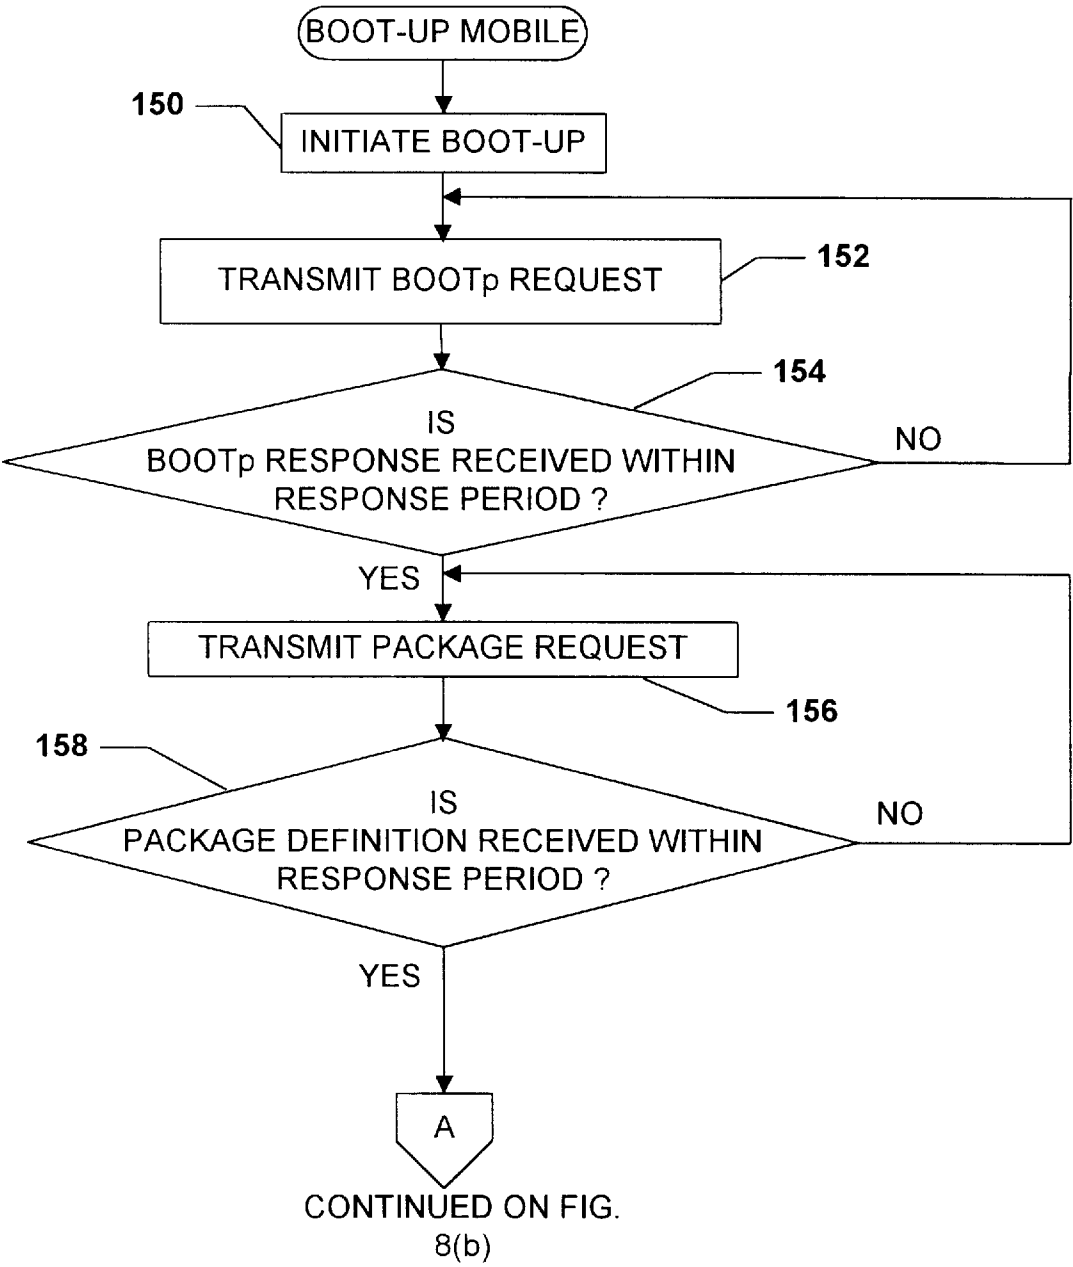 BOOT-UP MOBILE
150
INITIATE BOOT-UP
TRANSMIT BOOTp REQUEST
152
154
IS
BOOTp RESPONSE RECEIVED WITHIN
RESPONSE PERIOD ?
NO
YES
TRANSMIT PACKAGE REQUEST
156
158
IS
PACKAGE DEFINITION RECEIVED WITHIN
RESPONSE PERIOD ?
NO
YES
A
CONTINUED ON FIG.
8(b)